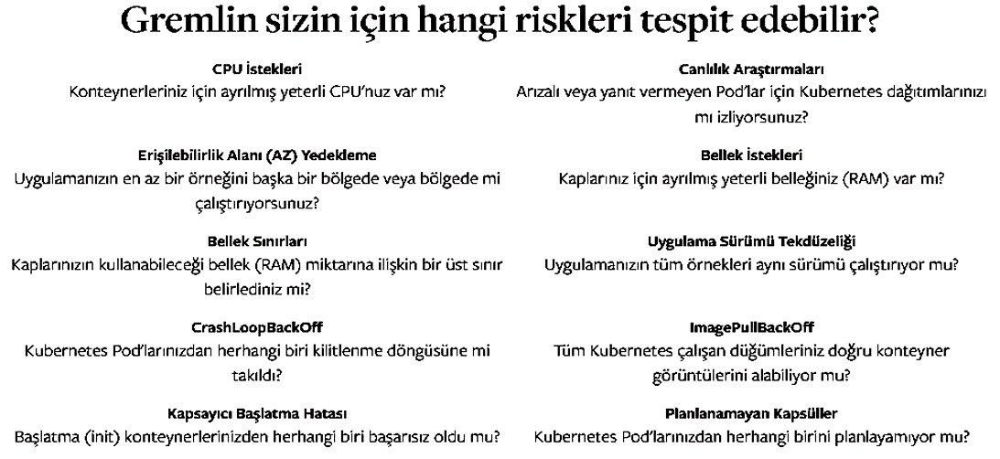 Gremlin sizin için hangi riskleri tespit edebilir?
CPU İstekleri
Konteynerleriniz için ayrılmış yeterli CPU'nuz var mı?
Canlılık Araştırmaları
Arızalı veya yanıt vermeyen Pod'lar için Kubernetes dağıtımlarınızı
mı izliyorsunuz?
Erişilebilirlik Alanı (AZ) Yedekleme
Uygulamanızın en az bir örneğini başka bir bölgede veya bölgede mi
çalıştırıyorsunuz?
Bellek İstekleri
Kaplarınız için ayrılmış yeterli belleğiniz (RAM) var mı?
Bellek Sınırları
Kaplarınızın kullanabileceği bellek (RAM) miktarına ilişkin bir üst sınır
belirlediniz mi?
Uygulama Sürümü Tekdüzeliği
Uygulamanızın tüm örnekleri aynı sürümü çalıştırıyor mu?
CrashLoopBackOff
Kubernetes Pod'larınızdan herhangi biri kilitlenme döngüsüne mi
takıldı?
ImagePullBackOff
Tüm Kubernetes çalışan düğümleriniz doğru konteyner
görüntülerini alabiliyor mu?
Kapsayıcı Başlatma Hatası
Başlatma (init) konteynerlerinizden herhangi biri başarısız oldu mu?
Planlanamayan Kapsüller
Kubernetes Pod'larınızdan herhangi birini planlayamıyor mu?